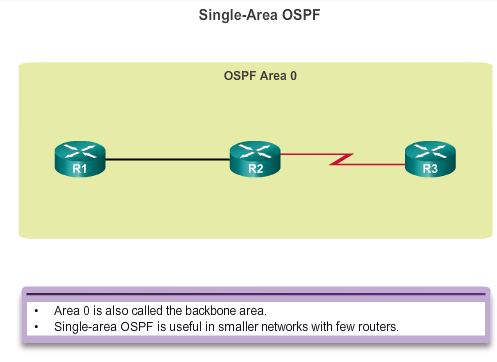 Single-Area OSPF
OSPF Area 0
R1 R2 R3
• Area 0 is also called the backbone area.
• Single-area OSPF is useful in smaller networks with few routers.